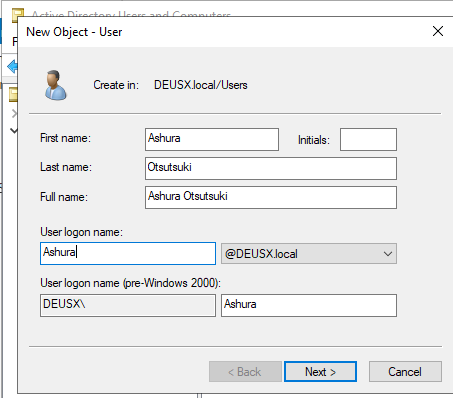 Active Directory Users and Computers
New Object - User
Create in: DEUSX.local/Users
First name: Ashura Initials:
Last name: Otsutsuki
Full name: Ashura Otsutsuki
User logon name:
Ashura @DEUSX.local
User logon name (pre-Windows 2000):
DEUSX\ Ashura
< Back Next > Cancel